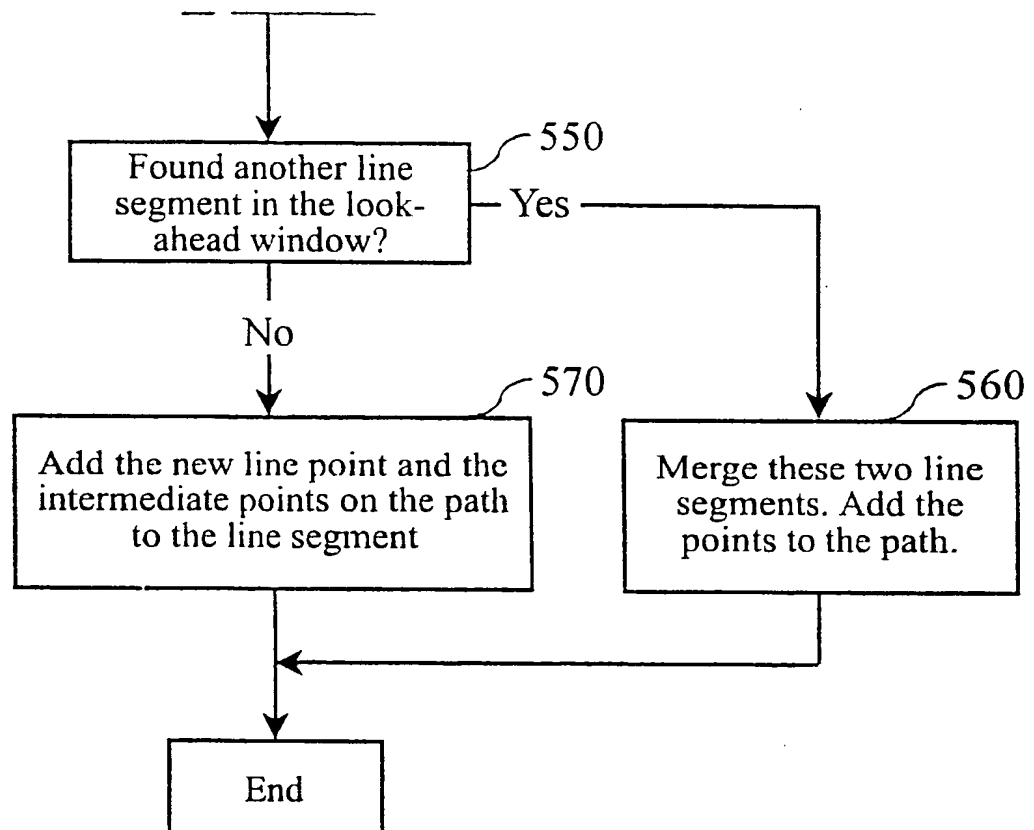 550
Found another line
segment in the look-
ahead window?
Yes
No
570
560
Add the new line point and the
intermediate points on the path
to the line segment
Merge these two line
segments. Add the
points to the path.
End